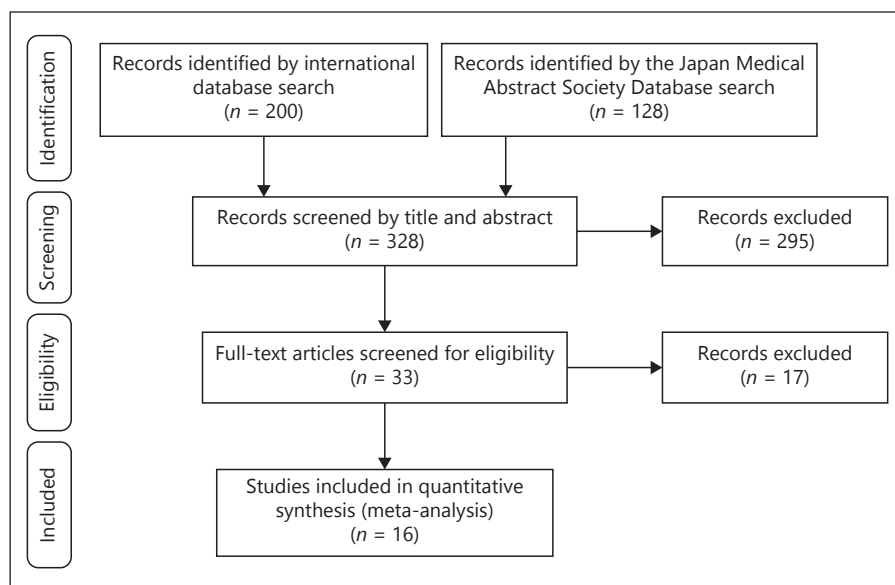 Identification
Records identified by international
database search
(n = 200)
Records identified by the Japan Medical
Abstract Society Database search
(n = 128)
Screening
Records screened by title and abstract
(n = 328)
Records excluded
(n = 295)
Eligibility
Full-text articles screened for eligibility
(n = 33)
Records excluded
(n = 17)
Included
Studies included in quantitative
synthesis (meta-analysis)
(n = 16)